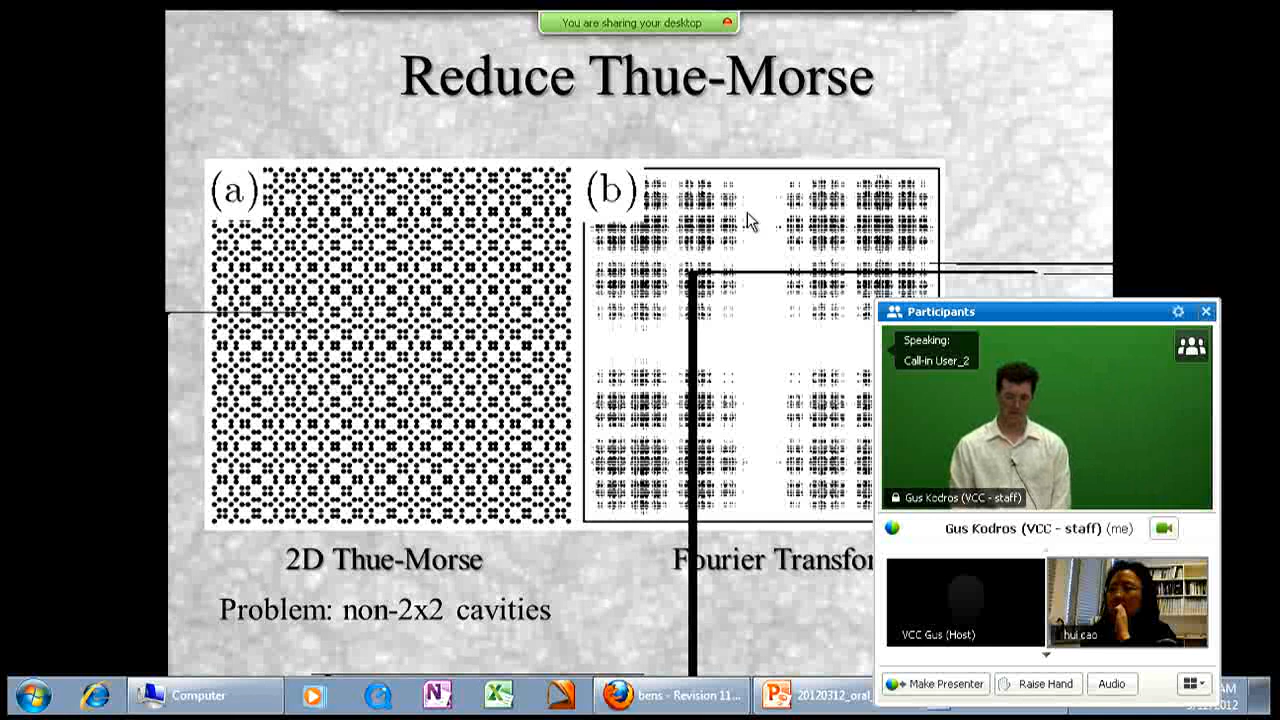 You are sharing your desktop
Reduce Thue-Morse
(a)
(b)
Participants
Speaking:
Call-in User_2
Gus Kodros (VCC - staff)
Gus Kodros (VCC - staff) (me)
2D Thue-Morse
Fourier Transfor
Problem: non-2x2 cavities
VCC Gus (Host)
hui cao
Make Presenter
Raise Hand
Audio
Computer
bens - Revision 11...
20120312_oral_